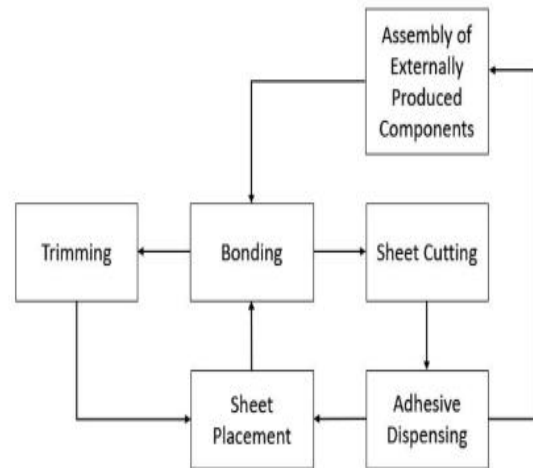 Assembly of
Externally
Produced
Components
Trimming
Bonding
Sheet Cutting
Sheet
Placement
Adhesive
Dispensing